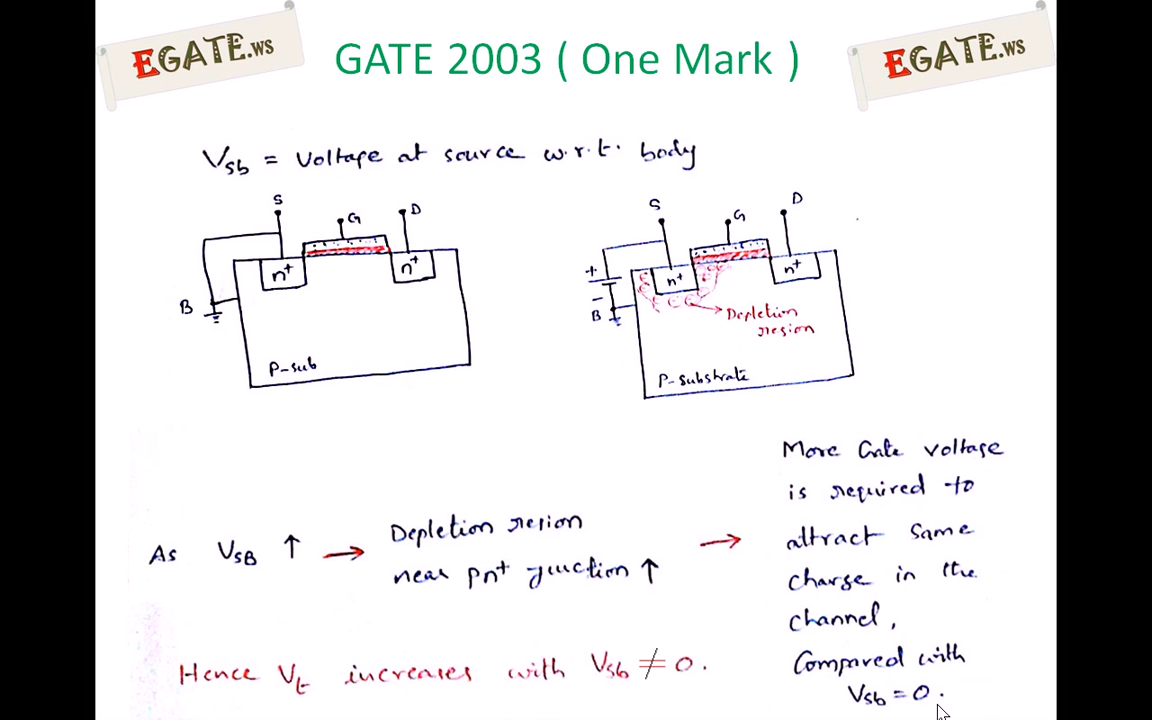 EGATE.ws
GATE 2003 ( One Mark )
EGATE.ws
Vsb = Voltage at source w.r.t. body
S
G
D
n+
n+
B
P-sub
S
G
D
+
n+
n+
−
B
Depletion
region
P-substrate
As VSB ↑ → Depletion region
near pn+ junction ↑ →
More Gate voltage
is required to
attract same
charge in the
channel,
Compared with
Vsb = 0.
Hence Vt increases with Vsb ≠ 0.